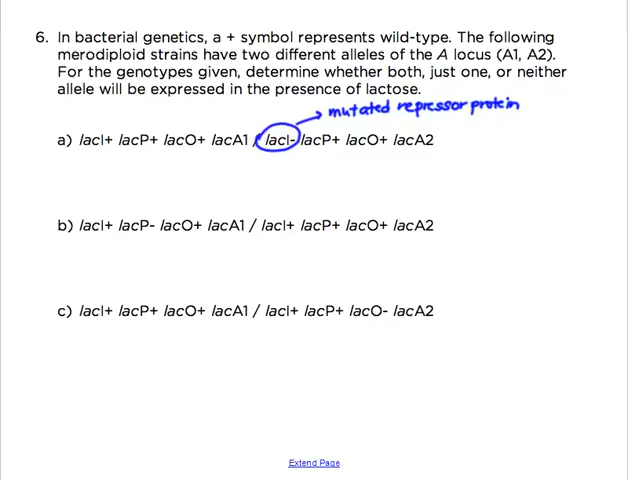 6. In bacterial genetics, a + symbol represents wild-type. The following
merodiploid strains have two different alleles of the A locus (A1, A2).
For the genotypes given, determine whether both, just one, or neither
allele will be expressed in the presence of lactose.
mutated repressor protein
a) lacI+ lacP+ lacO+ lacA1 / lacI- lacP+ lacO+ lacA2
b) lacI+ lacP- lacO+ lacA1 / lacI+ lacP+ lacO+ lacA2
c) lacI+ lacP+ lacO+ lacA1 / lacI+ lacP+ lacO- lacA2
Extend Page